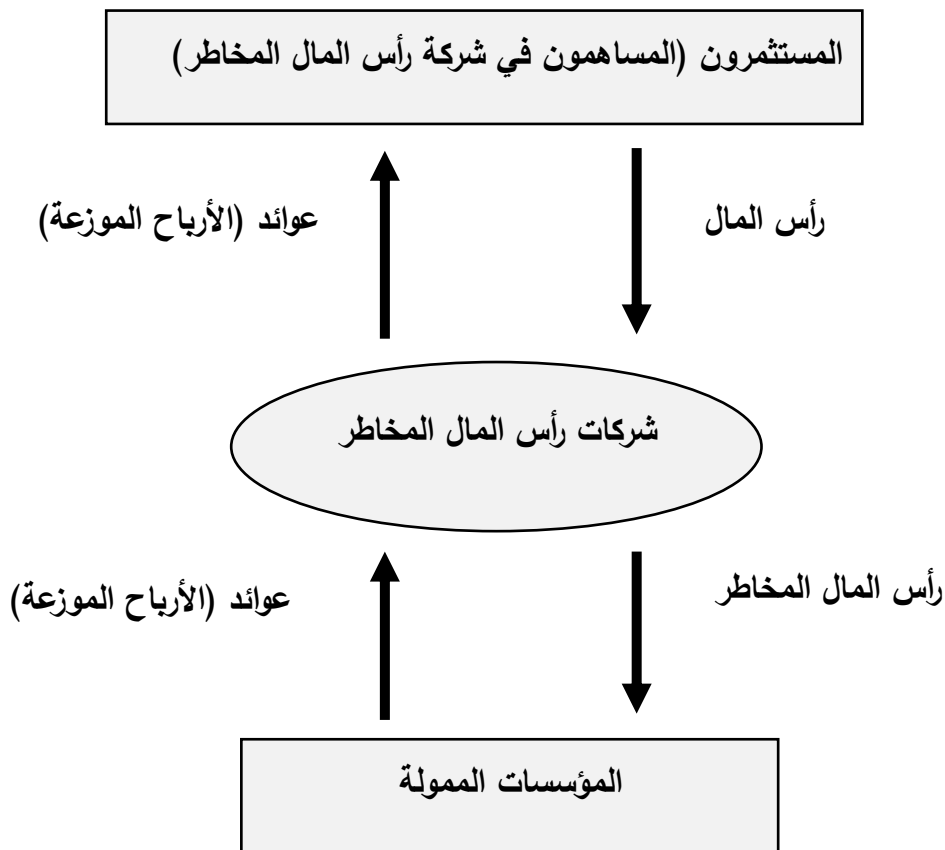 المستثمرون (المساهمون في شركة رأس المال المخاطر)
رأس المال
عوائد (الأرباح الموزعة)
شركات رأس المال المخاطر
رأس المال المخاطر
عوائد (الأرباح الموزعة)
المؤسسات الممولة